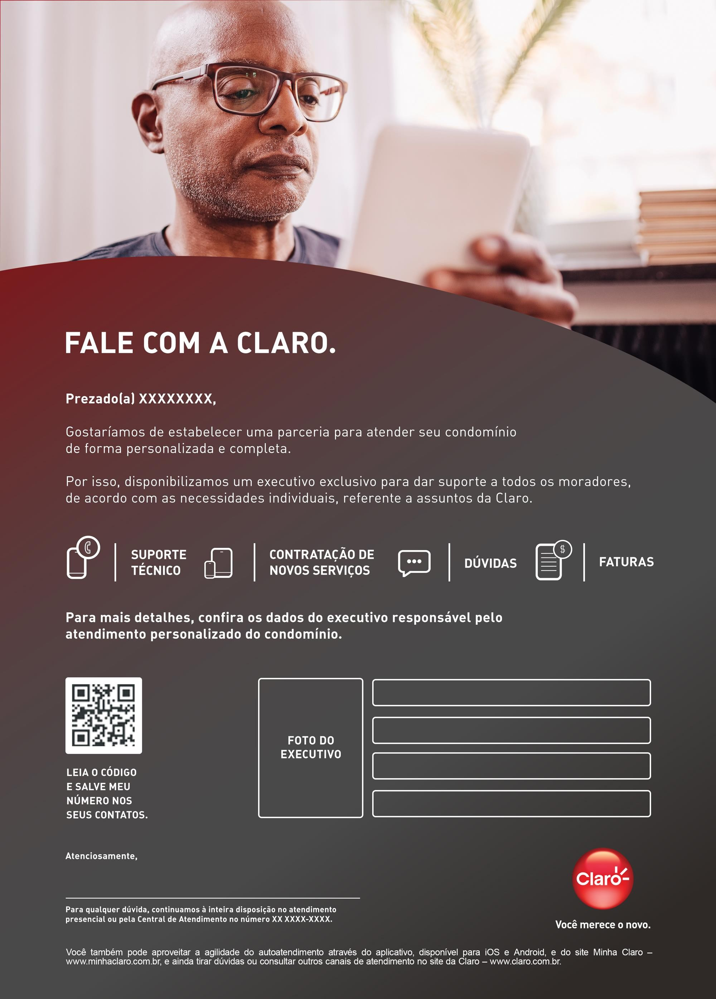 FALE COM A CLARO.
Prezado(a) XXXXXXXX,
Gostaríamos de estabelecer uma parceria para atender seu condomínio
de forma personalizada e completa.
Por isso, disponibilizamos um executivo exclusivo para dar suporte a todos os moradores,
de acordo com as necessidades individuais, referente a assuntos da Claro.
SUPORTE
TÉCNICO
CONTRATAÇÃO DE
NOVOS SERVIÇOS
DÚVIDAS
$
FATURAS
Para mais detalhes, confira os dados do executivo responsável pelo
atendimento personalizado do condomínio.
FOTO DO
EXECUTIVO
LEIA O CÓDIGO
E SALVE MEU
NÚMERO NOS
SEUS CONTATOS.
Atenciosamente,
Claro
Para qualquer dúvida, continuamos à inteira disposição no atendimento
presencial ou pela Central de Atendimento no número XX XXXX-XXXX.
Você merece o novo.
Você também pode aproveitar a agilidade do autoatendimento através do aplicativo, disponível para iOS e Android, e do site Minha Claro –
www.minhaclaro.com.br, e ainda tirar dúvidas ou consultar outros canais de atendimento no site da Claro – www.claro.com.br.